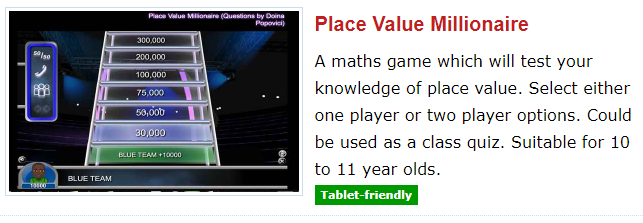 Place Value Millionaire (Questions by Doina
Popovici)
50/50
300,000
200,000
100,000
75,000
50,000
30,000
BLUE TEAM +10000
10000
BLUE TEAM
Place Value Millionaire
A maths game which will test your
knowledge of place value. Select either
one player or two player options. Could
be used as a class quiz. Suitable for 10
to 11 year olds.
Tablet-friendly